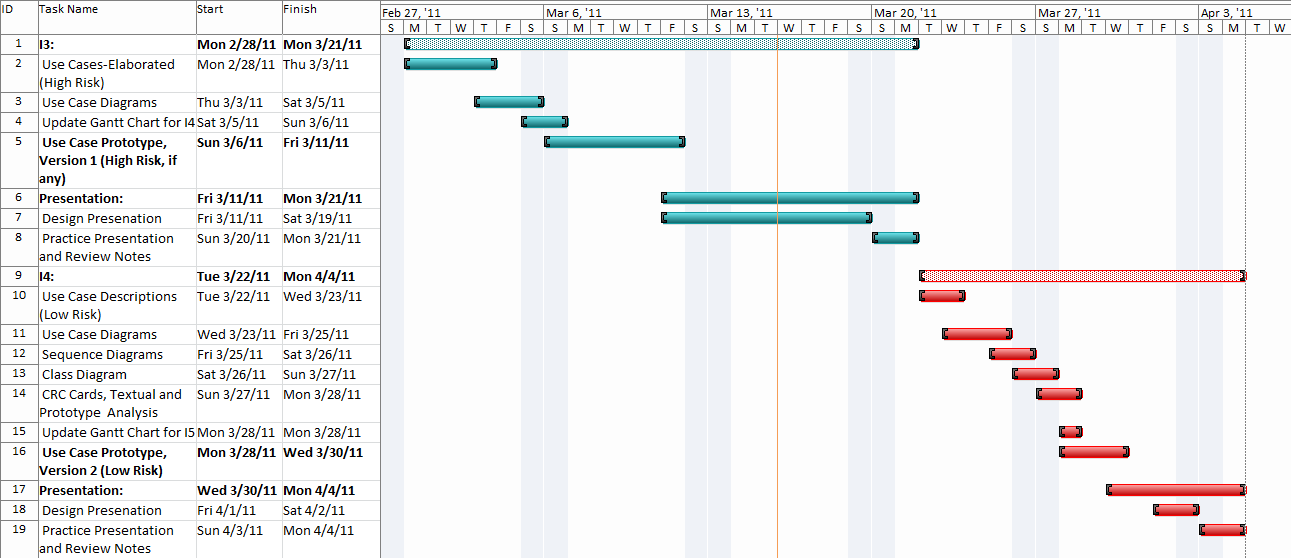 ID Task Name Start Finish Feb 27, '11 Mar 6, '11 Mar 13, '11 Mar 20, '11 Mar 27, '11 Apr 3, '11
S M T W T F S S M T W T F S S M T W T F S S M T W T F S S M T W T F S S M T W
1 I3: Mon 2/28/11 Mon 3/21/11
2 Use Cases-Elaborated Mon 2/28/11 Thu 3/3/11
(High Risk)
3 Use Case Diagrams Thu 3/3/11 Sat 3/5/11
4 Update Gantt Chart for I4 Sat 3/5/11 Sun 3/6/11
5 Use Case Prototype, Sun 3/6/11 Fri 3/11/11
Version 1 (High Risk, if
any)
6 Presentation: Fri 3/11/11 Mon 3/21/11
7 Design Presenation Fri 3/11/11 Sat 3/19/11
8 Practice Presentation Sun 3/20/11 Mon 3/21/11
and Review Notes
9 I4: Tue 3/22/11 Mon 4/4/11
10 Use Case Descriptions Tue 3/22/11 Wed 3/23/11
(Low Risk)
11 Use Case Diagrams Wed 3/23/11 Fri 3/25/11
12 Sequence Diagrams Fri 3/25/11 Sat 3/26/11
13 Class Diagram Sat 3/26/11 Sun 3/27/11
14 CRC Cards, Textual and Sun 3/27/11 Mon 3/28/11
Prototype Analysis
15 Update Gantt Chart for I5 Mon 3/28/11 Mon 3/28/11
16 Use Case Prototype, Mon 3/28/11 Wed 3/30/11
Version 2 (Low Risk)
17 Presentation: Wed 3/30/11 Mon 4/4/11
18 Design Presenation Fri 4/1/11 Sat 4/2/11
19 Practice Presentation Sun 4/3/11 Mon 4/4/11
and Review Notes